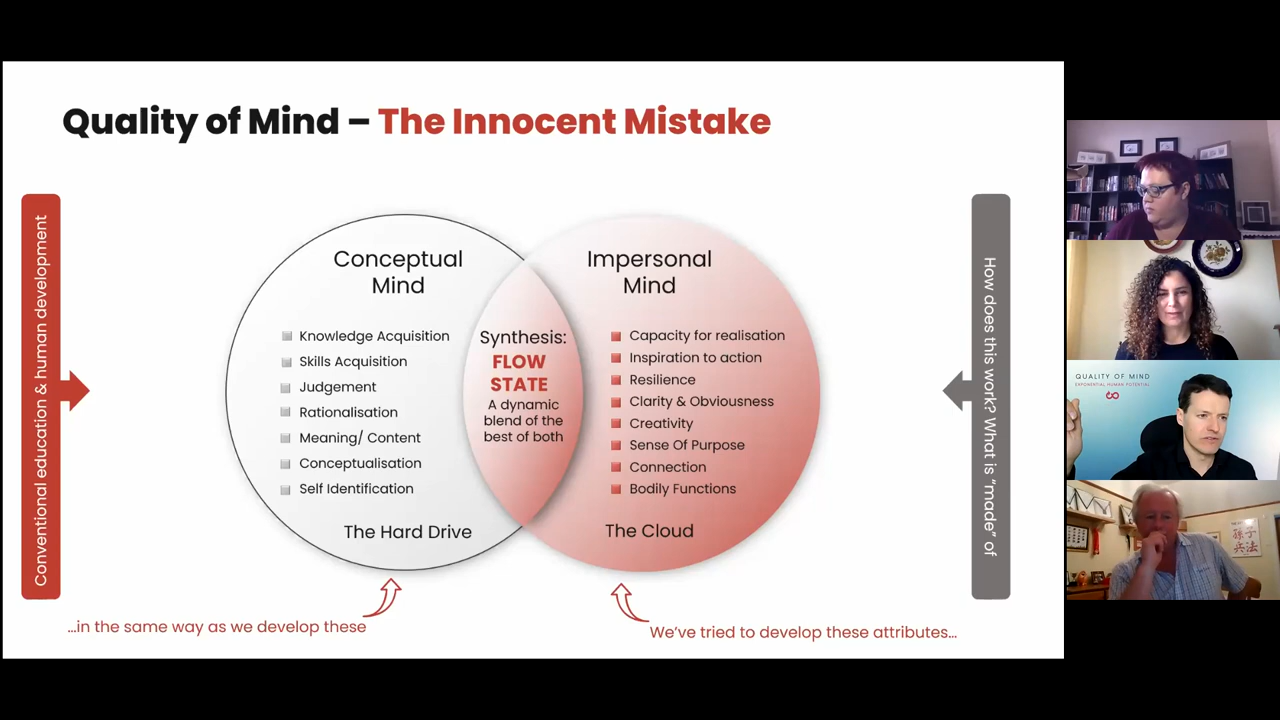 Quality of Mind – The Innocent Mistake
Conventional education & human development
Conceptual
Mind
Knowledge Acquisition
Skills Acquisition
Judgement
Rationalisation
Meaning/ Content
Conceptualisation
Self Identification
The Hard Drive
Synthesis:
FLOW
STATE
A dynamic
blend of the
best of both
Impersonal
Mind
Capacity for realisation
Inspiration to action
Resilience
Clarity & Obviousness
Creativity
Sense Of Purpose
Connection
Bodily Functions
The Cloud
How does this work? What is “made” of
...in the same way as we develop these
We’ve tried to develop these attributes...
QUALITY OF MIND
EXPONENTIAL HUMAN POTENTIAL
孫子
兵法